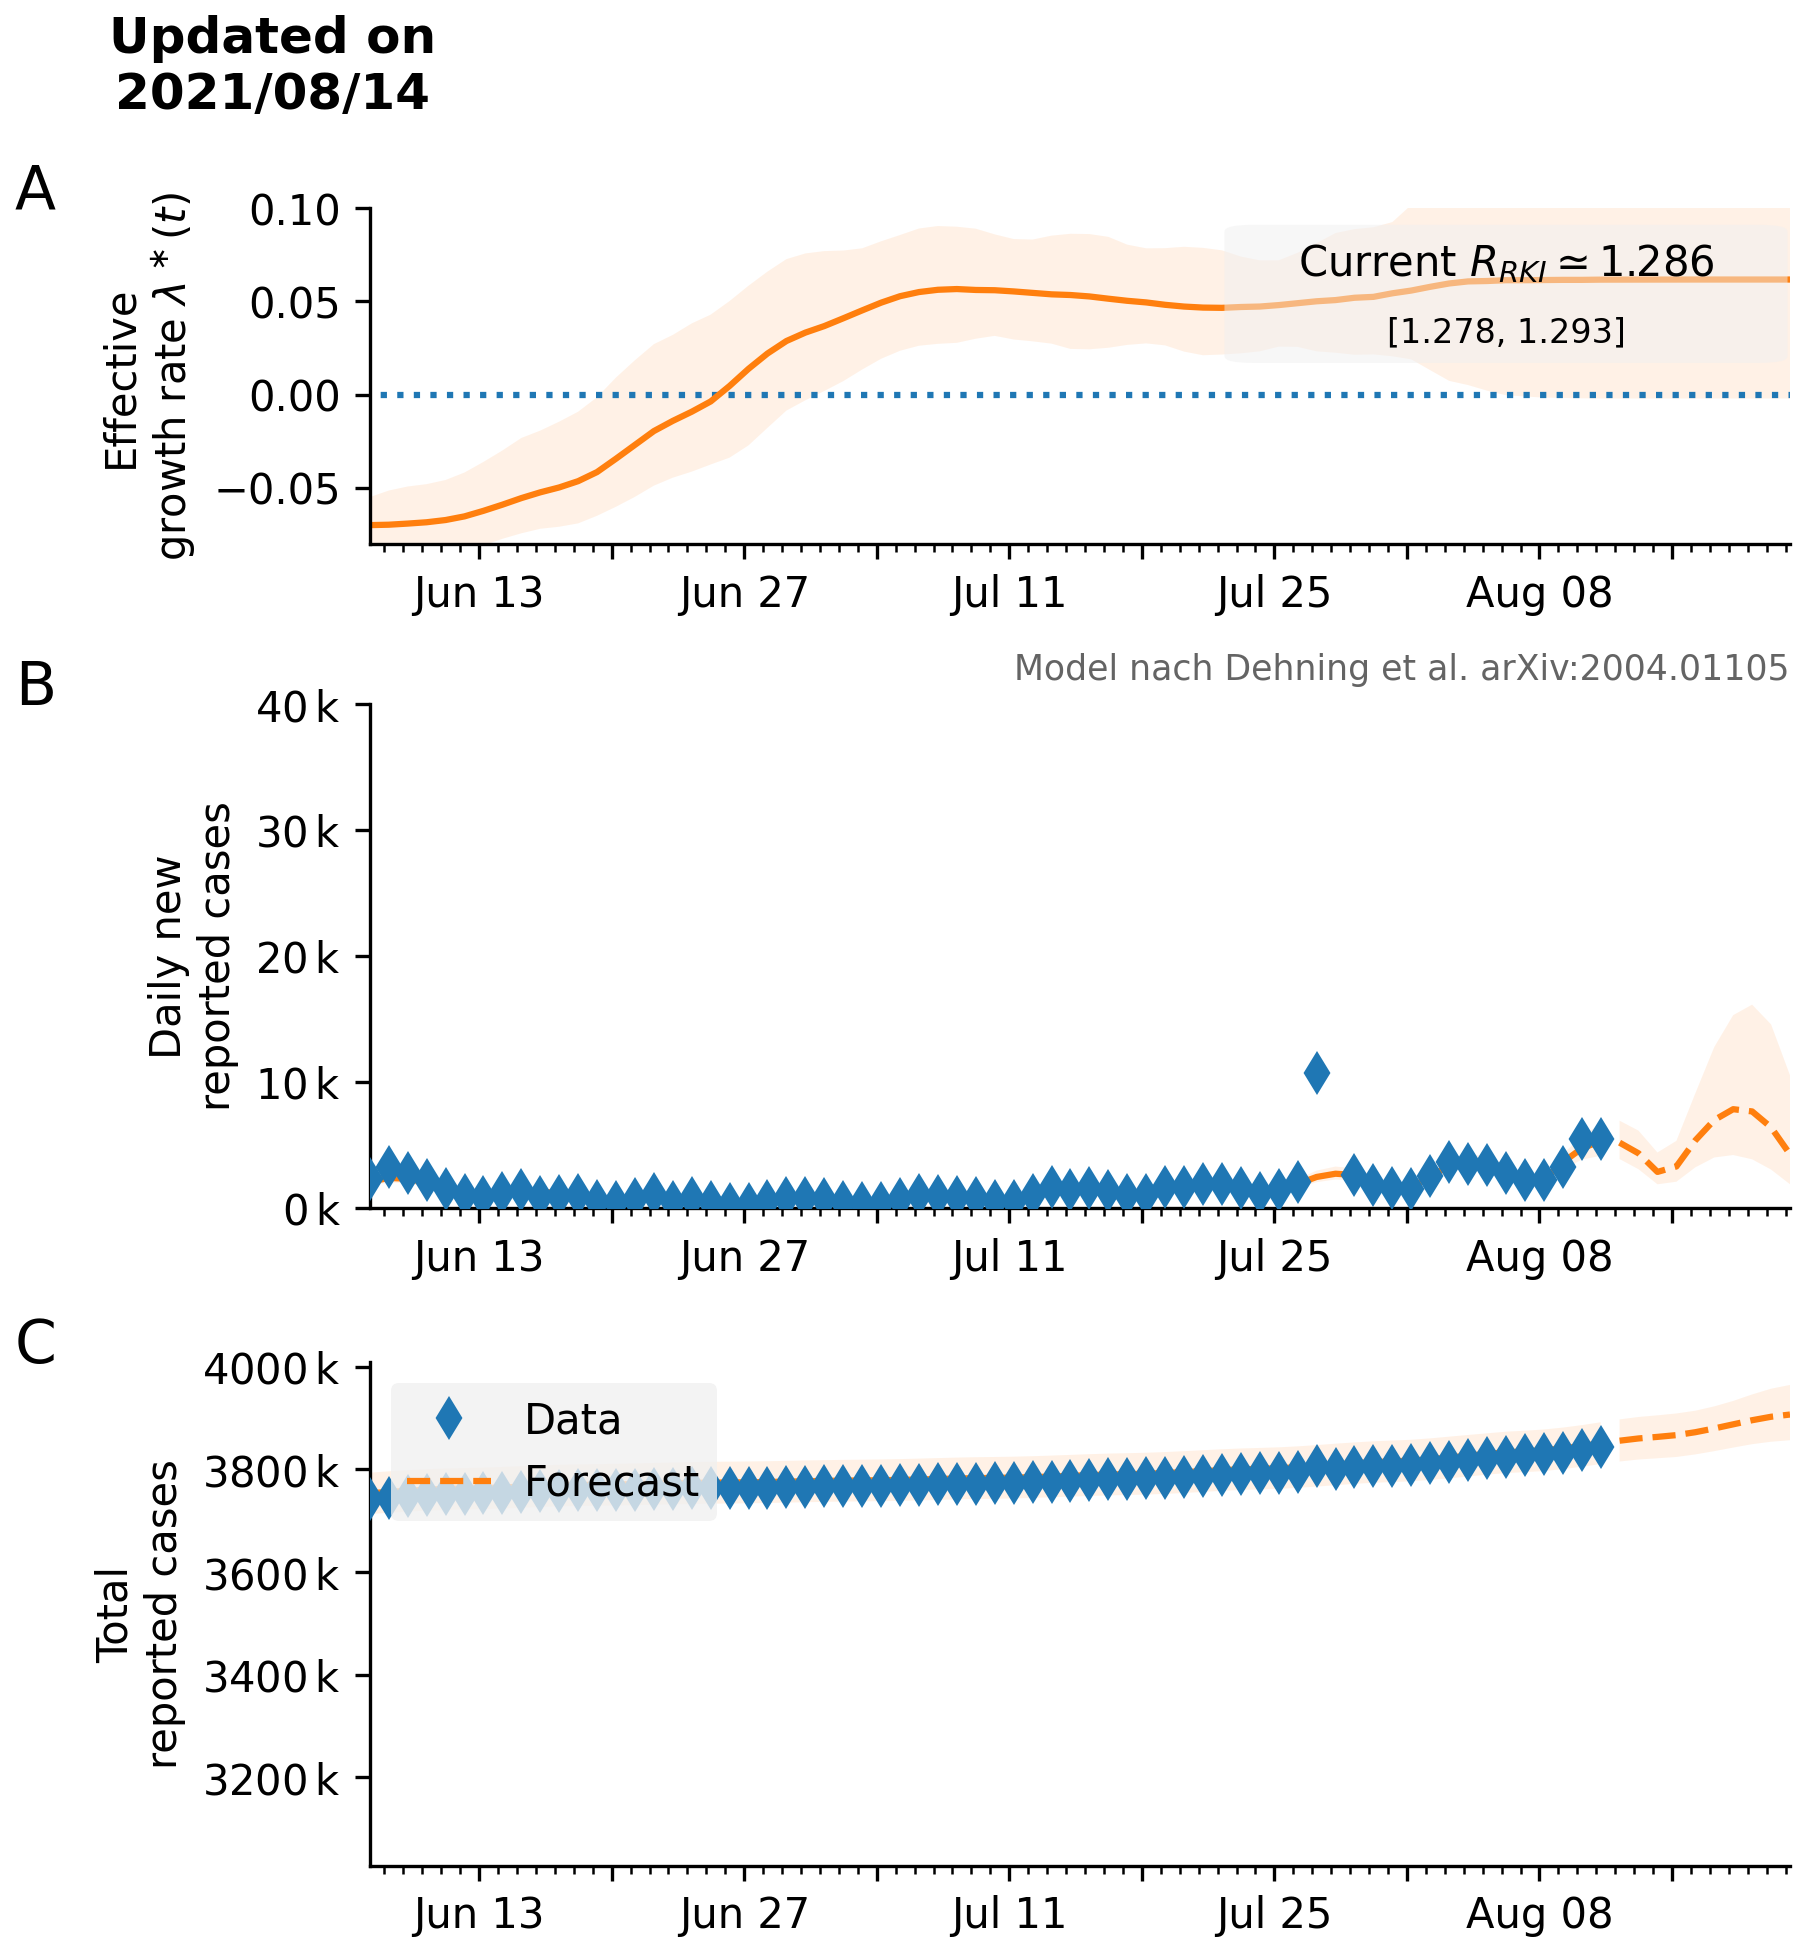 Updated on
2021/08/14
A
Effective
growth rate λ * (t)
0.10
0.05
0.00
−0.05
Current R_RKI ≃ 1.286
[1.278, 1.293]
Jun 13
Jun 27
Jul 11
Jul 25
Aug 08
B
Model nach Dehning et al. arXiv:2004.01105
Daily new
reported cases
40 k
30 k
20 k
10 k
0 k
Jun 13
Jun 27
Jul 11
Jul 25
Aug 08
C
Total
reported cases
4000 k
3800 k
3600 k
3400 k
3200 k
Data
Forecast
Jun 13
Jun 27
Jul 11
Jul 25
Aug 08